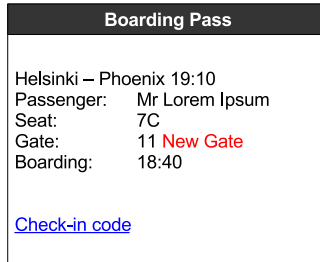 Boarding Pass
Helsinki – Phoenix 19:10
Passenger: Mr Lorem Ipsum
Seat: 7C
Gate: 11 New Gate
Boarding: 18:40
Check-in code